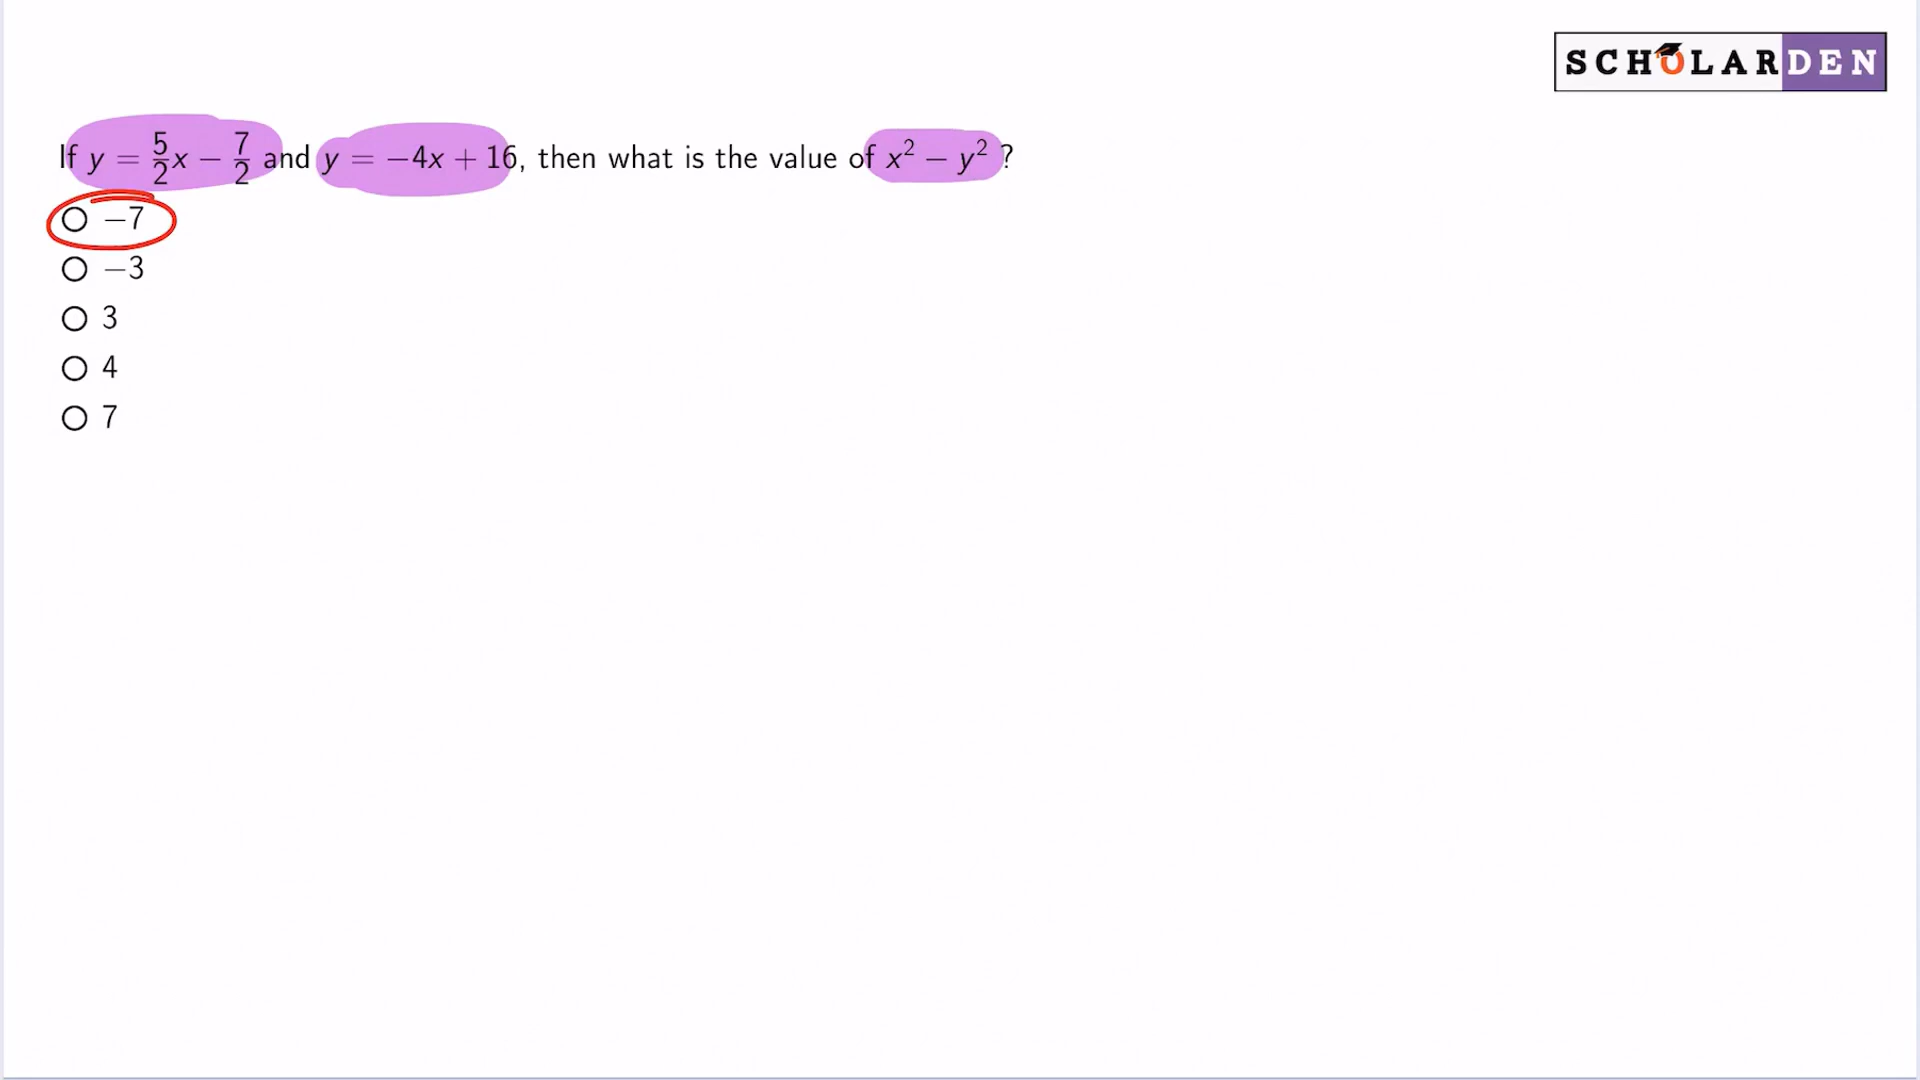 SCHOLARDEN
If y = 5/2 x − 7/2 and y = −4x + 16, then what is the value of x² − y² ?
−7
−3
3
4
7